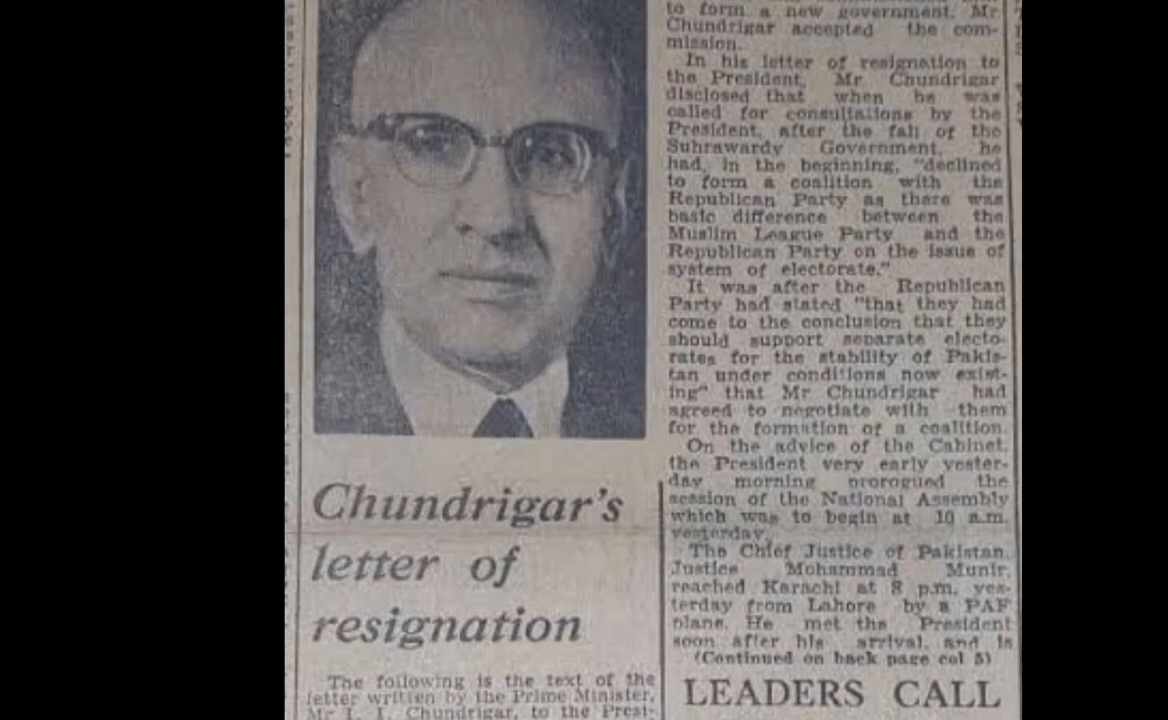 Chundrigar's
letter of
resignation
The following is the text of the
letter written by the Prime Minister,
Mr I. I. Chundrigar, to the Presi-
to form a new government. Mr
Chundrigar accepted the com-
mission.
In his letter of resignation to
the President, Mr Chundrigar
disclosed that when he was
called for consultations by the
President, after the fall of the
Suhrawardy Government, he
had, in the beginning, "declined
to form a coalition with the
Republican Party as there was
basic difference between the
Muslim League Party and the
Republican Party on the issue of
system of electorate."
It was after the Republican
Party had stated "that they had
come to the conclusion that they
should support separate electo-
rates for the stability of Pakis-
tan under conditions now exist-
ing" that Mr Chundrigar had
agreed to negotiate with them
for the formation of a coalition.
On the advice of the Cabinet,
the President very early yester-
day morning prorogued the
session of the National Assembly
which was to begin at 10 a.m.
yesterday.
The Chief Justice of Pakistan,
Justice Mohammad Munir,
reached Karachi at 8 p.m. yes-
terday from Lahore by a PAF
plane. He met the President
soon after his arrival, and is
(Continued on back page col 5)
LEADERS CALL